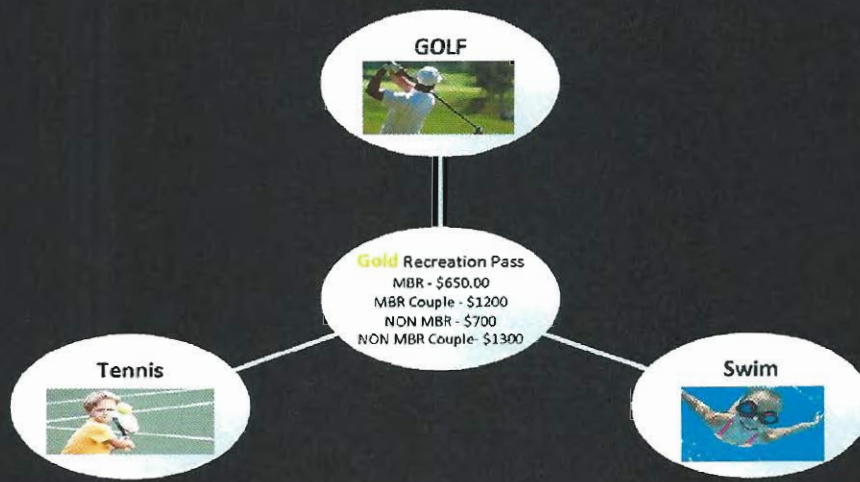 GOLF
Gold Recreation Pass
MBR - $650.00
MBR Couple - $1200
NON MBR - $700
NON MBR Couple- $1300
Tennis
Swim